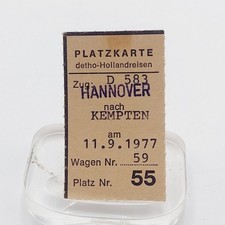 PLATZKARTE
detho-Hollandreisen
Zug: D 583
HANNOVER
nach
KEMPTEN
am
11.9.1977
Wagen Nr. 59
Platz Nr. 55